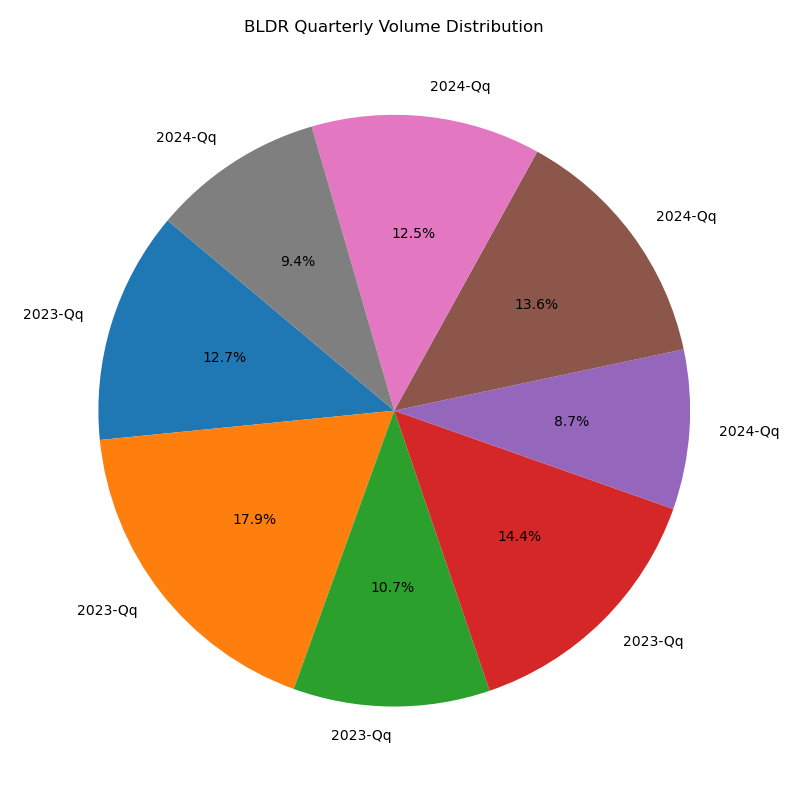 BLDR Quarterly Volume Distribution
2024-Qq
2024-Qq
2024-Qq
12.5%
9.4%
13.6%
2023-Qq
12.7%
8.7%
2024-Qq
17.9%
14.4%
10.7%
2023-Qq
2023-Qq
2023-Qq